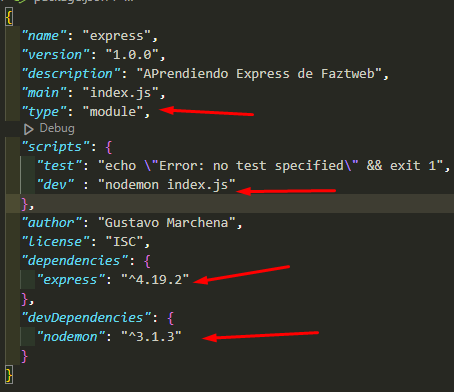 {
"name": "express",
"version": "1.0.0",
"description": "APrendiendo Express de Faztweb",
"main": "index.js",
"type": "module",
Debug
"scripts": {
"test": "echo \"Error: no test specified\" && exit 1",
"dev" : "nodemon index.js"
},
"author": "Gustavo Marchena",
"license": "ISC",
"dependencies": {
"express": "^4.19.2"
},
"devDependencies": {
"nodemon": "^3.1.3"
}
}